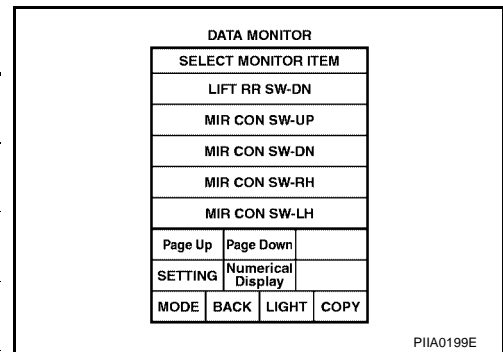 DATA MONITOR
SELECT MONITOR ITEM
LIFT RR SW-DN
MIR CON SW-UP
MIR CON SW-DN
MIR CON SW-RH
MIR CON SW-LH
Page Up Page Down
SETTING Numerical Display
MODE BACK LIGHT COPY
PIIA0199E